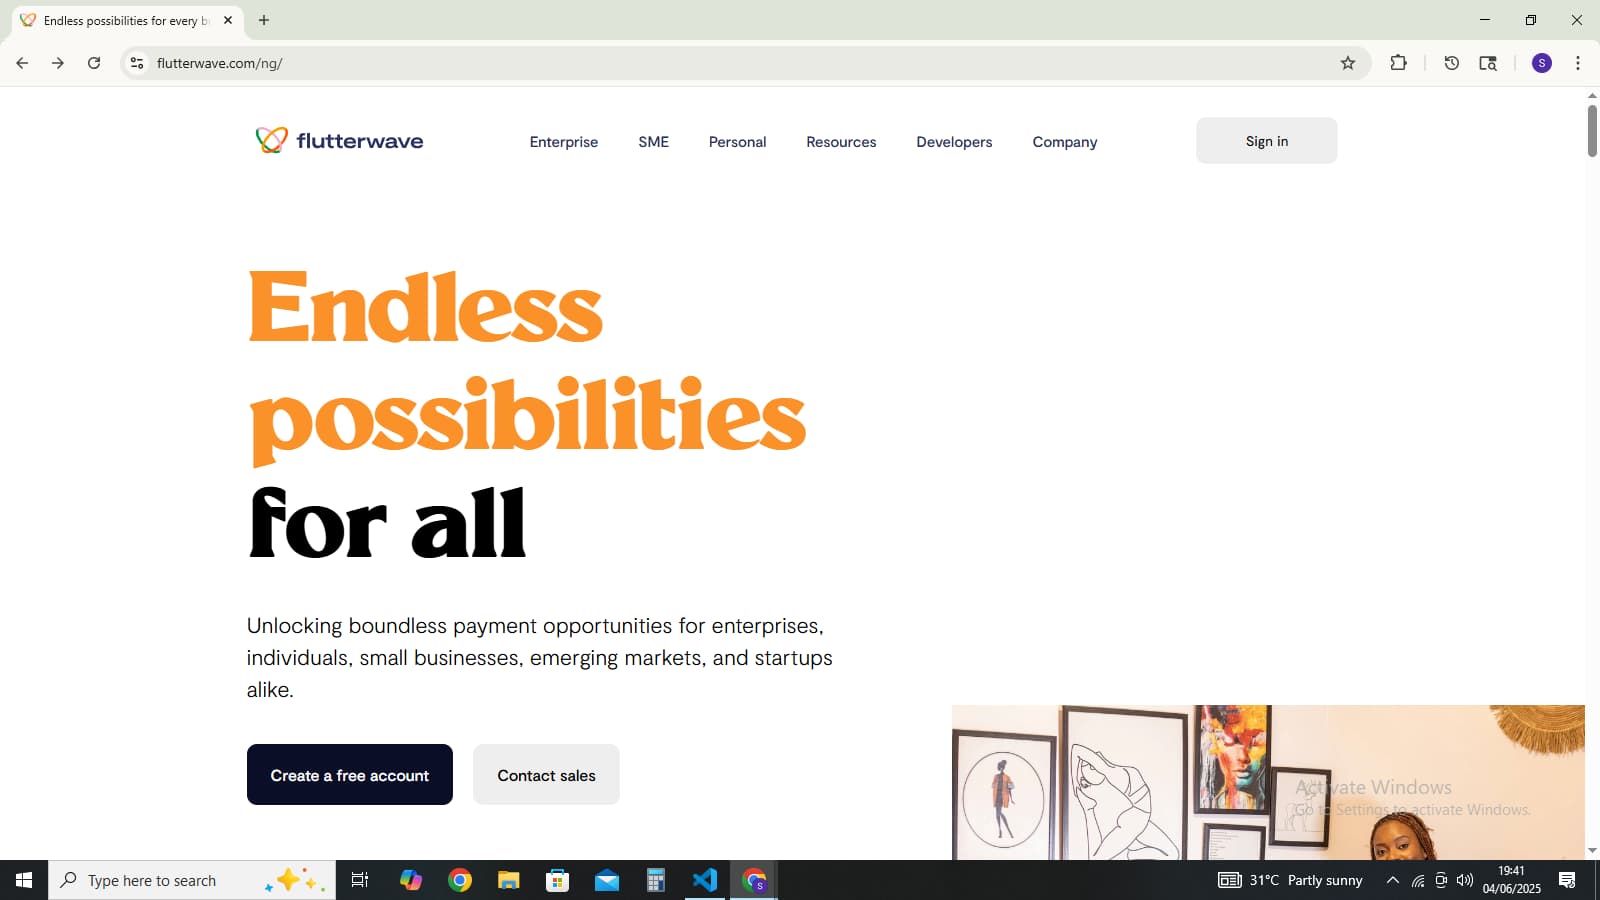 Endless possibilities for every b
flutterwave.com/ng/
S
flutterwave
Enterprise
SME
Personal
Resources
Developers
Company
Sign in
Endless
possibilities
for all
Unlocking boundless payment opportunities for enterprises,
individuals, small businesses, emerging markets, and startups
alike.
Create a free account
Contact sales
Activate Windows
Go to Settings to activate Windows.
Type here to search
S
31°C Partly sunny
19:41
04/06/2025